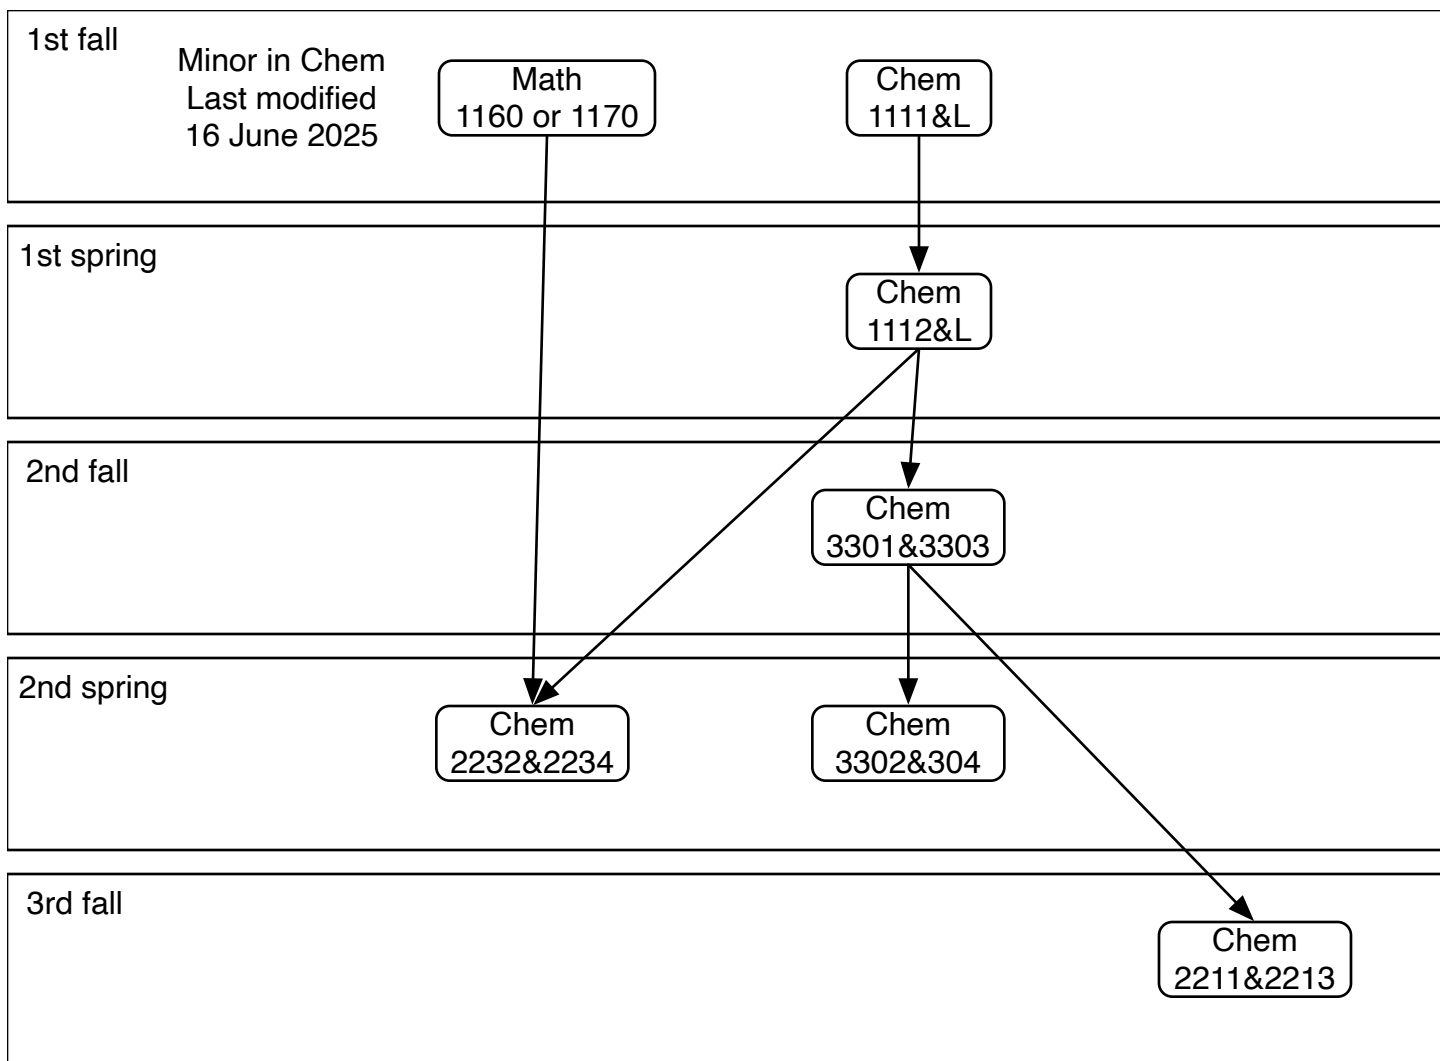 1st fall
Minor in Chem
Last modified
16 June 2025
Math
1160 or 1170
Chem
1111&L
1st spring
Chem
1112&L
2nd fall
Chem
3301&3303
2nd spring
Chem
2232&2234
Chem
3302&304
3rd fall
Chem
2211&2213